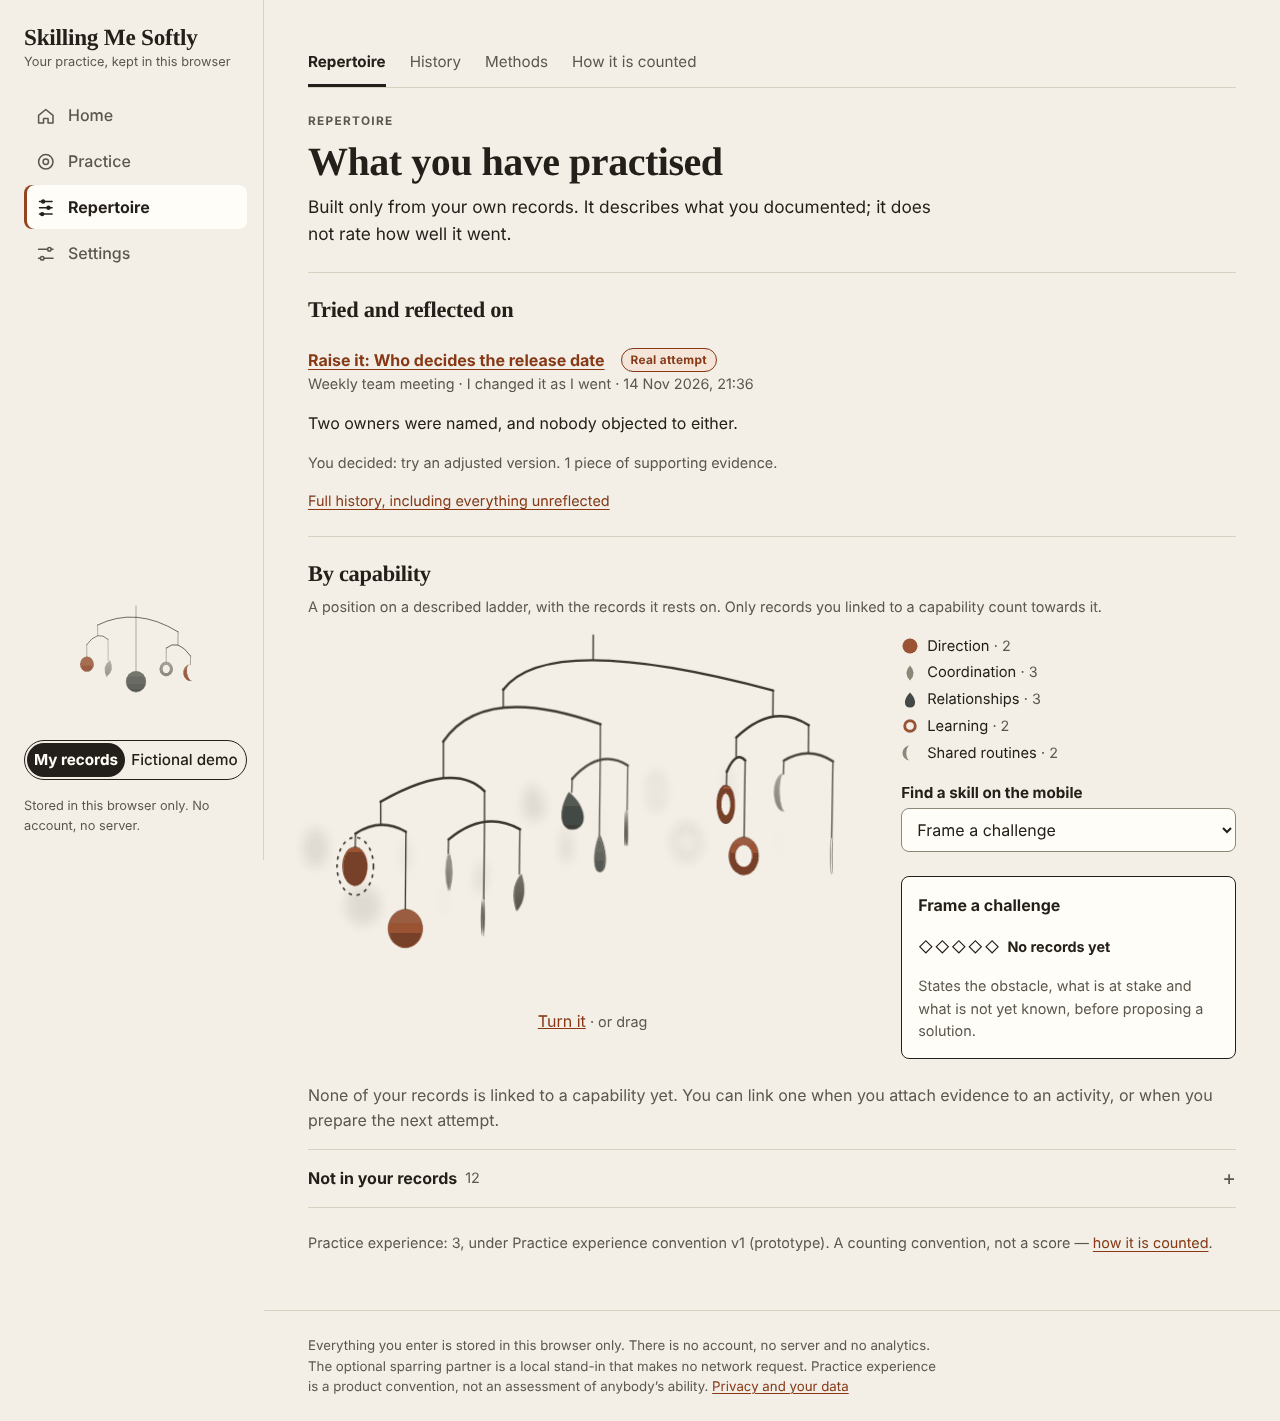 Skilling Me Softly
Your practice, kept in this browser
Home
Practice
Repertoire
Settings
My records
Fictional demo
Stored in this browser only. No
account, no server.
Repertoire
History
Methods
How it is counted
REPERTOIRE
What you have practised
Built only from your own records. It describes what you documented; it does
not rate how well it went.
Tried and reflected on
Raise it: Who decides the release date
Real attempt
Weekly team meeting · I changed it as I went · 14 Nov 2026, 21:36
Two owners were named, and nobody objected to either.
You decided: try an adjusted version. 1 piece of supporting evidence.
Full history, including everything unreflected
By capability
A position on a described ladder, with the records it rests on. Only records you linked to a capability count towards it.
Direction · 2
Coordination · 3
Relationships · 3
Learning · 2
Shared routines · 2
Find a skill on the mobile
Frame a challenge
Frame a challenge
No records yet
States the obstacle, what is at stake and
what is not yet known, before proposing a
solution.
Turn it · or drag
None of your records is linked to a capability yet. You can link one when you attach evidence to an activity, or when you
prepare the next attempt.
Not in your records 12
+
Practice experience: 3, under Practice experience convention v1 (prototype). A counting convention, not a score — how it is counted.
Everything you enter is stored in this browser only. There is no account, no server and no analytics.
The optional sparring partner is a local stand-in that makes no network request. Practice experience
is a product convention, not an assessment of anybody’s ability. Privacy and your data